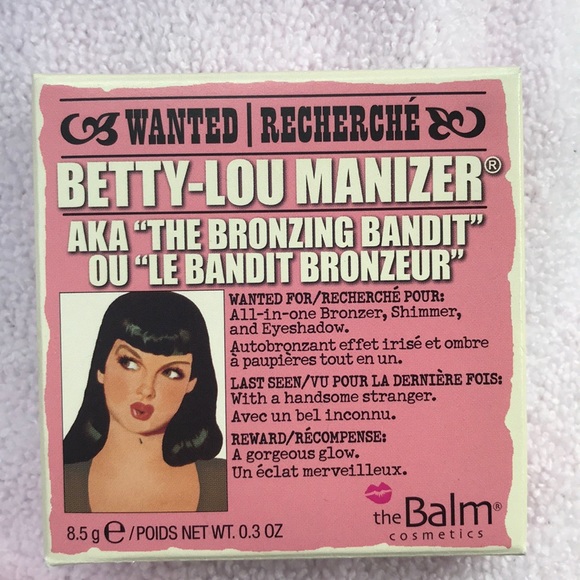 WANTED | RECHERCHÉ
BETTY-LOU MANIZER®
AKA "THE BRONZING BANDIT"
OU "LE BANDIT BRONZEUR"
WANTED FOR/RECHERCHÉ POUR:
All-in-one Bronzer, Shimmer,
and Eyeshadow.
Autobronzant effet irisé et ombre
à paupières tout en un.
LAST SEEN/VU POUR LA DERNIÈRE FOIS:
With a handsome stranger.
Avec un bel inconnu.
REWARD/RÉCOMPENSE:
A gorgeous glow.
Un éclat merveilleux.
8.5 g ℮ /POIDS NET WT. 0.3 OZ
theBalm®
cosmetics